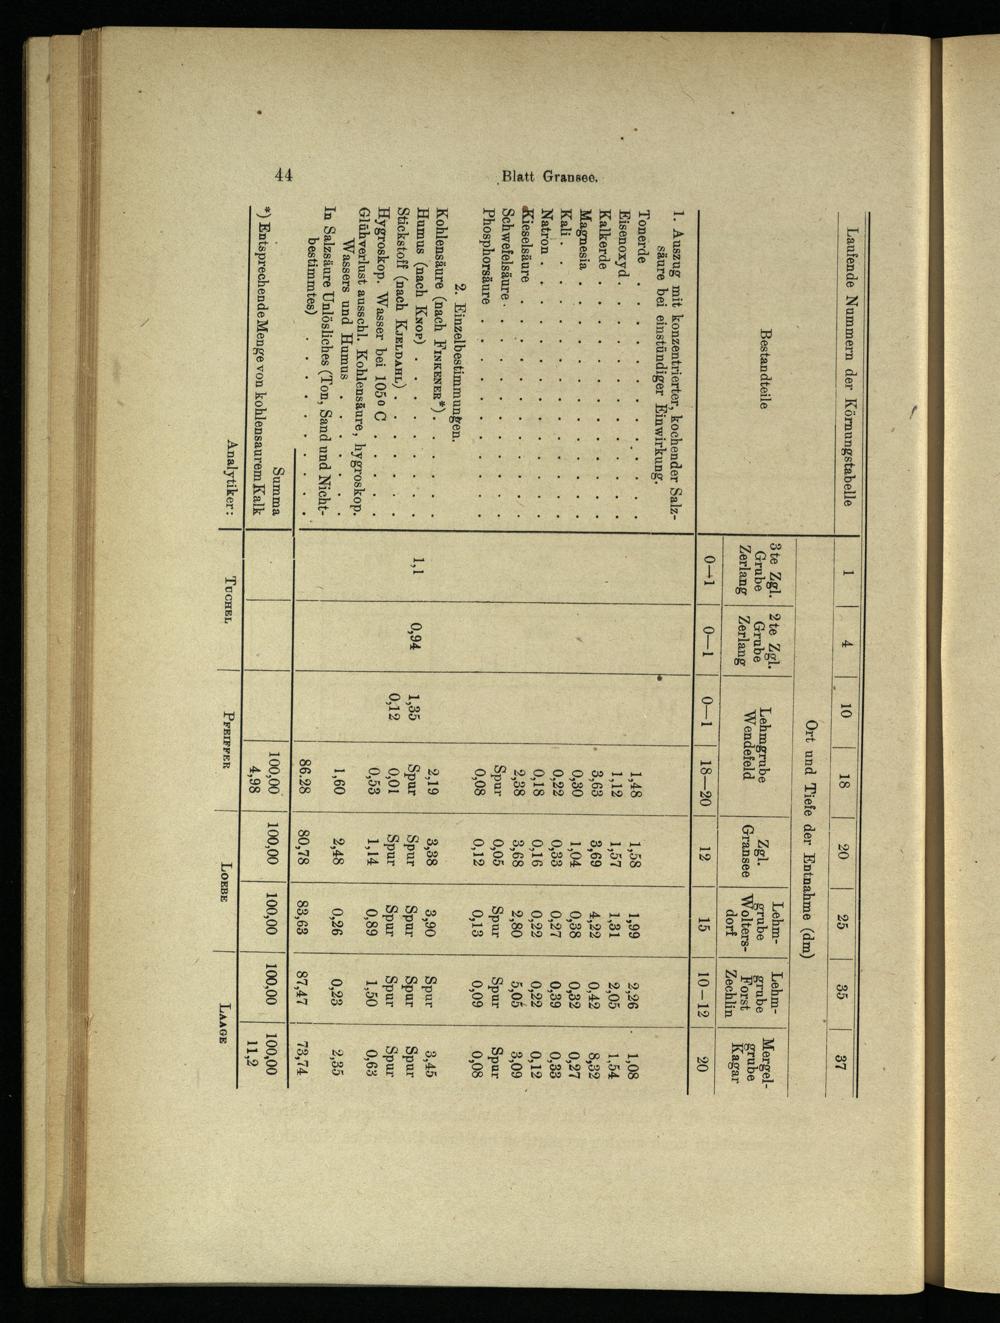 44
Blatt Gransee.
Laufende Nummern der Körnungstabelle 1 4 10 18 20 25 35 37
Ort und Tiefe der Entnahme (dm)
Bestandteile
3te Zgl. Grube Zerlang 2te Zgl. Grube Zerlang Lehmgrube Wendefeld Zgl. Gransee Lehm-grube Wolters-dorf Lehm-grube Forst Zechlin Mergel-grube Kagar
0—1 0—1 0—1 18—20 12 15 10—12 20
1. Auszug mit konzentrierter, kochender Salz-
säure bei einstündiger Einwirkung.
Tonerde . . . . . . . 1,48 1,58 1,99 2,26 1,08
Eisenoxyd . . . . . . . 1,12 1,57 1,31 2,05 1,54
Kalkerde . . . . . . . 3,63 3,69 4,22 0,42 8,32
Magnesia . . . . . . . 0,30 1,04 0,38 0,32 0,27
Kali . . . . . . . . 0,22 0,33 0,27 0,39 0,33
Natron . . . . . . . . 0,18 0,16 0,22 0,22 0,12
Kieselsäure . . . . . . . 2,38 3,68 2,80 5,05 3,09
Schwefelsäure . . . . . . Spur 0,05 Spur Spur Spur
Phosphorsäure . . . . . . 0,08 0,12 0,13 0,09 0,08
2. Einzelbestimmungen.
Kohlensäure (nach FINKENER*) . . . . 2,19 3,38 3,90 Spur 3,45
Humus (nach KNOP) . . . . . 1,1 0,94 1,35 Spur Spur Spur Spur Spur
Stickstoff (nach KJELDAHL) . . . . 0,12 0,01 Spur Spur Spur Spur
Hygroskop. Wasser bei 105° C . . . . 0,53 1,14 0,89 1,50 0,63
Glühverlust ausschl. Kohlensäure, hygroskop.
Wassers und Humus . . . . . 1,60 2,48 0,26 0,23 2,35
In Salzsäure Unlösliches (Ton, Sand und Nicht-
bestimmtes) . . . . . . 86.28 80,78 83,63 87,47 73,74
Summa 100,00 100,00 100,00 100,00 100,00
*) Entsprechende Menge von kohlensaurem Kalk 4,98 11,2
Analytiker: TUCHEL PFEIFFER LOEBE LAAGE